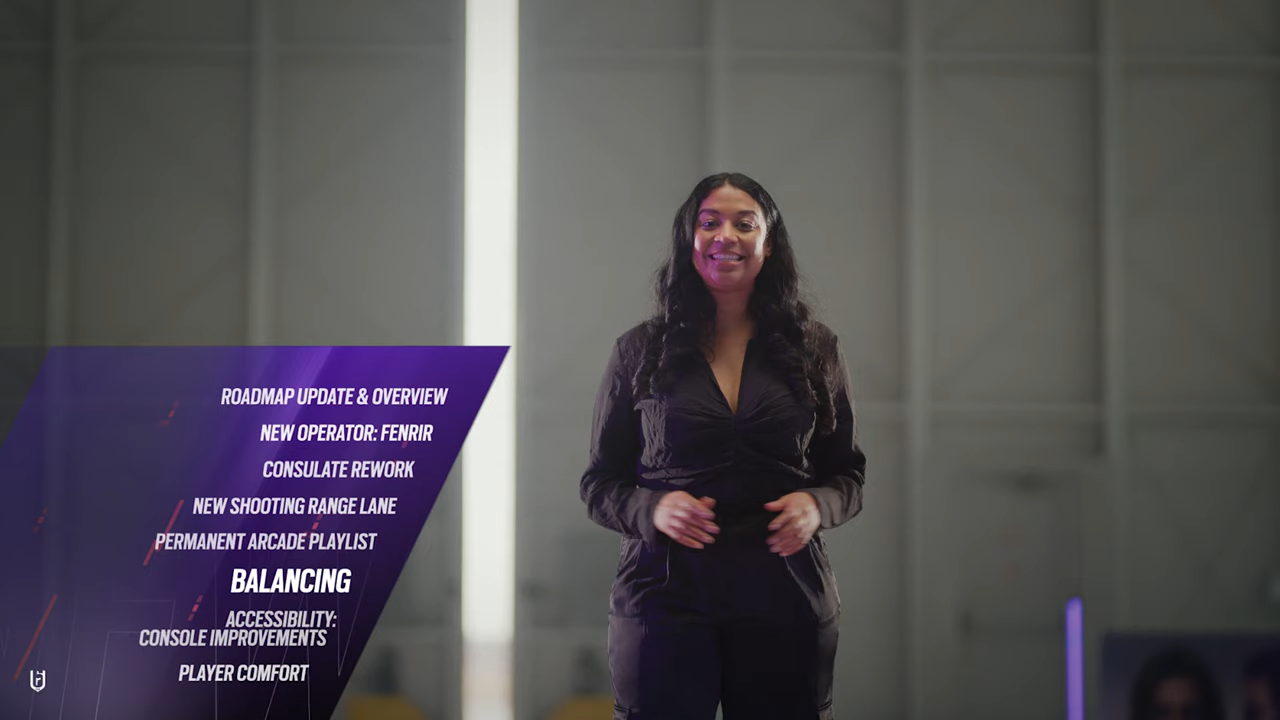 ROADMAP UPDATE & OVERVIEW
NEW OPERATOR: FENRIR
CONSULATE REWORK
NEW SHOOTING RANGE LANE
PERMANENT ARCADE PLAYLIST
BALANCING
ACCESSIBILITY:
CONSOLE IMPROVEMENTS
PLAYER COMFORT